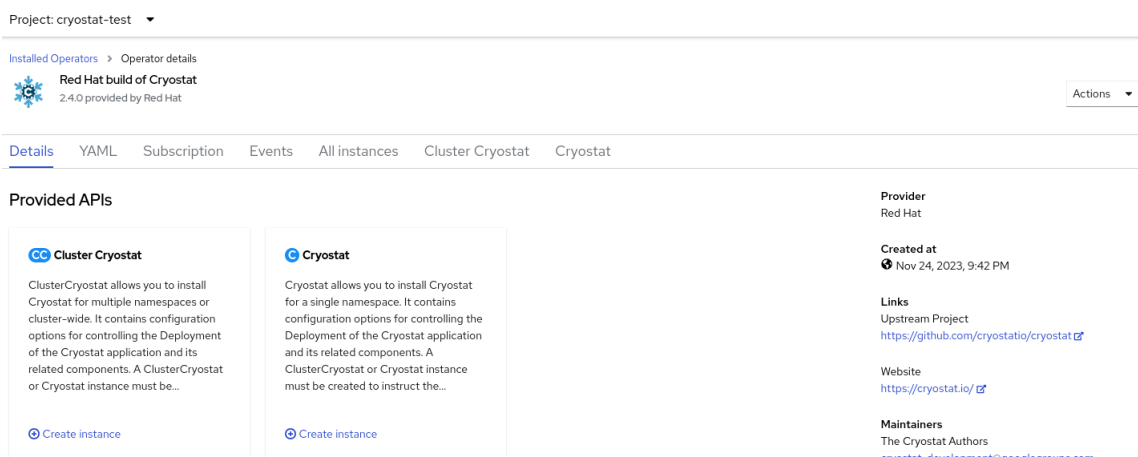 Project: cryostat-test
Installed Operators > Operator details
Red Hat build of Cryostat
2.4.0 provided by Red Hat
Actions
Details YAML Subscription Events All instances Cluster Cryostat Cryostat
Provided APIs
CC Cluster Cryostat
ClusterCryostat allows you to install
Cryostat for multiple namespaces or
cluster-wide. It contains configuration
options for controlling the Deployment
of the Cryostat application and its
related components. A ClusterCryostat
or Cryostat instance must be...
Create instance
C Cryostat
Cryostat allows you to install Cryostat
for a single namespace. It contains
configuration options for controlling the
Deployment of the Cryostat application
and its related components. A
ClusterCryostat or Cryostat instance
must be created to instruct the...
Create instance
Provider
Red Hat
Created at
Nov 24, 2023, 9:42 PM
Links
Upstream Project
https://github.com/cryostatio/cryostat
Website
https://cryostat.io/
Maintainers
The Cryostat Authors